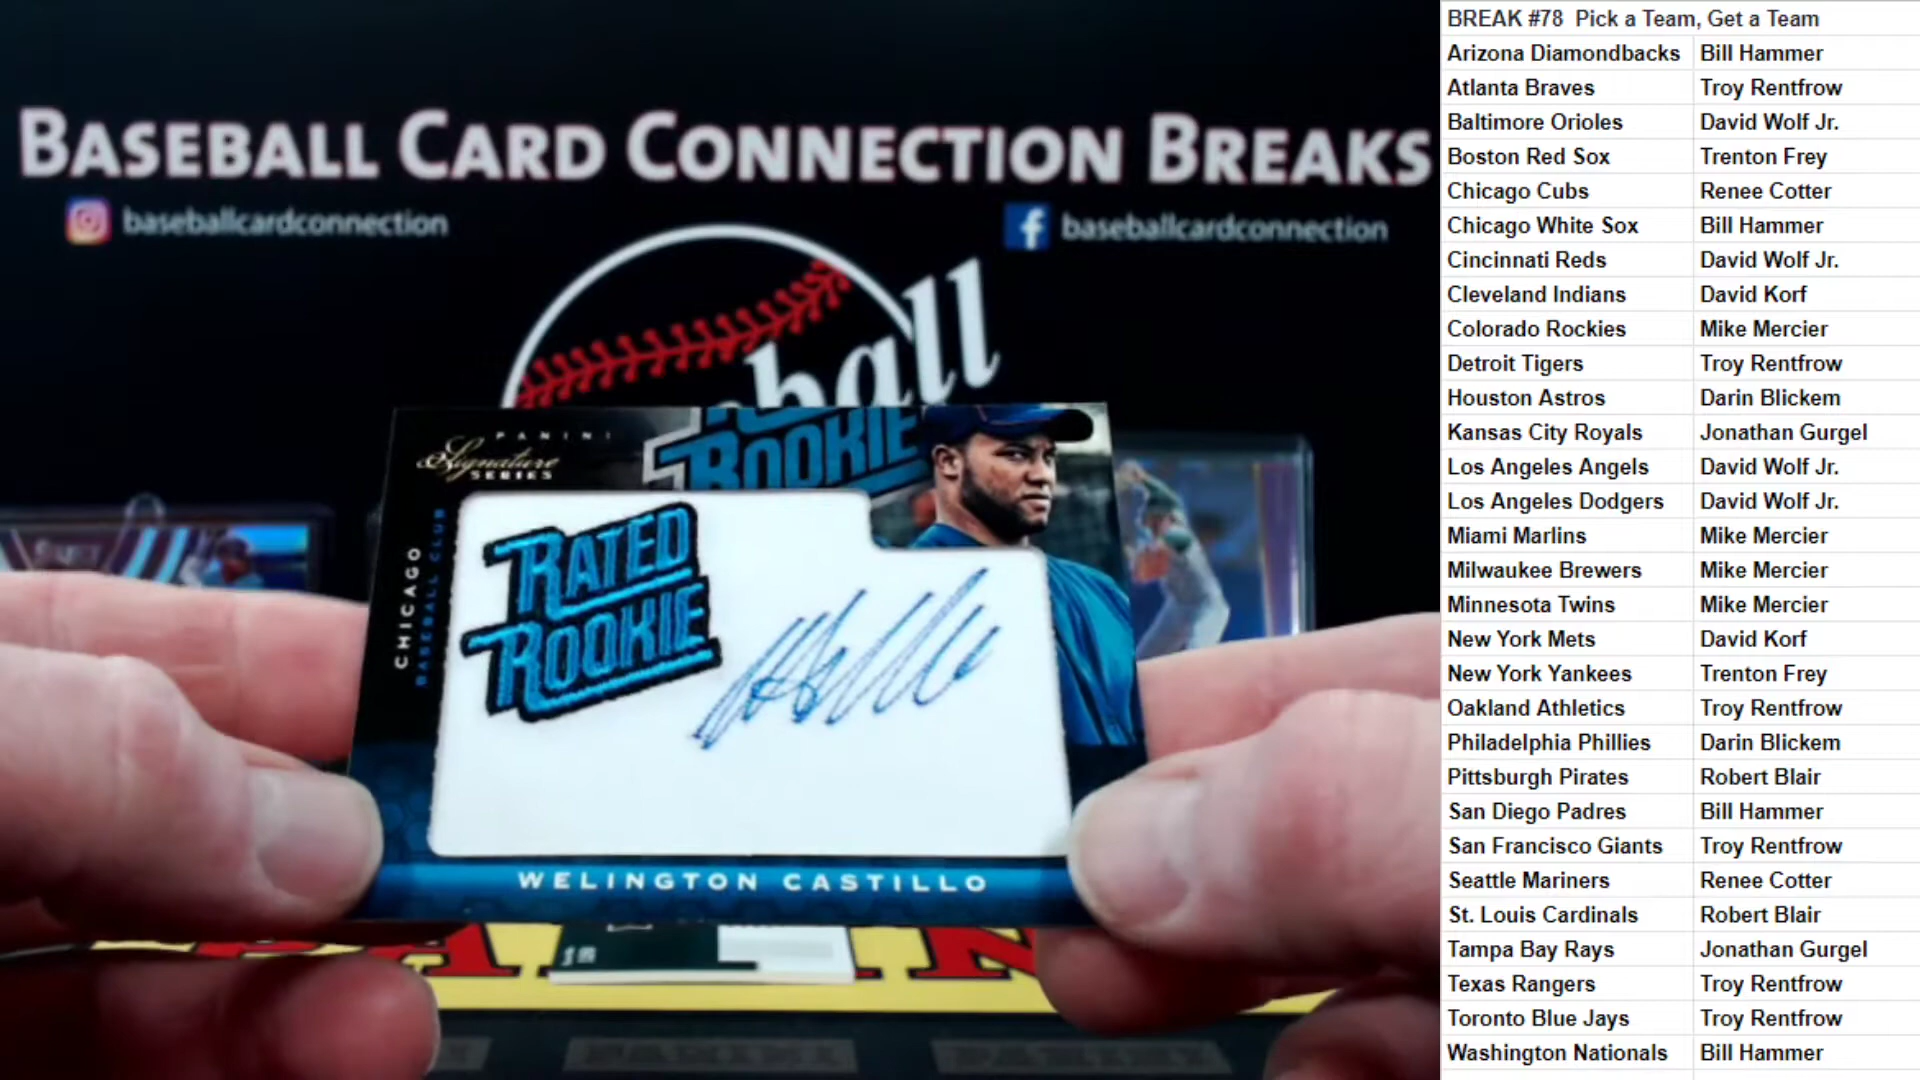 BASEBALL CARD CONNECTION BREAKS
baseballcardconnection
baseballcardconnection
ball
PANINI
Signature
SERIES
ROOKIE
CHICAGO
BASEBALL CLUB
RATED
ROOKIE
WELINGTON CASTILLO
BREAK #78 Pick a Team, Get a Team
Arizona Diamondbacks Bill Hammer
Atlanta Braves Troy Rentfrow
Baltimore Orioles David Wolf Jr.
Boston Red Sox Trenton Frey
Chicago Cubs Renee Cotter
Chicago White Sox Bill Hammer
Cincinnati Reds David Wolf Jr.
Cleveland Indians David Korf
Colorado Rockies Mike Mercier
Detroit Tigers Troy Rentfrow
Houston Astros Darin Blickem
Kansas City Royals Jonathan Gurgel
Los Angeles Angels David Wolf Jr.
Los Angeles Dodgers David Wolf Jr.
Miami Marlins Mike Mercier
Milwaukee Brewers Mike Mercier
Minnesota Twins Mike Mercier
New York Mets David Korf
New York Yankees Trenton Frey
Oakland Athletics Troy Rentfrow
Philadelphia Phillies Darin Blickem
Pittsburgh Pirates Robert Blair
San Diego Padres Bill Hammer
San Francisco Giants Troy Rentfrow
Seattle Mariners Renee Cotter
St. Louis Cardinals Robert Blair
Tampa Bay Rays Jonathan Gurgel
Texas Rangers Troy Rentfrow
Toronto Blue Jays Troy Rentfrow
Washington Nationals Bill Hammer